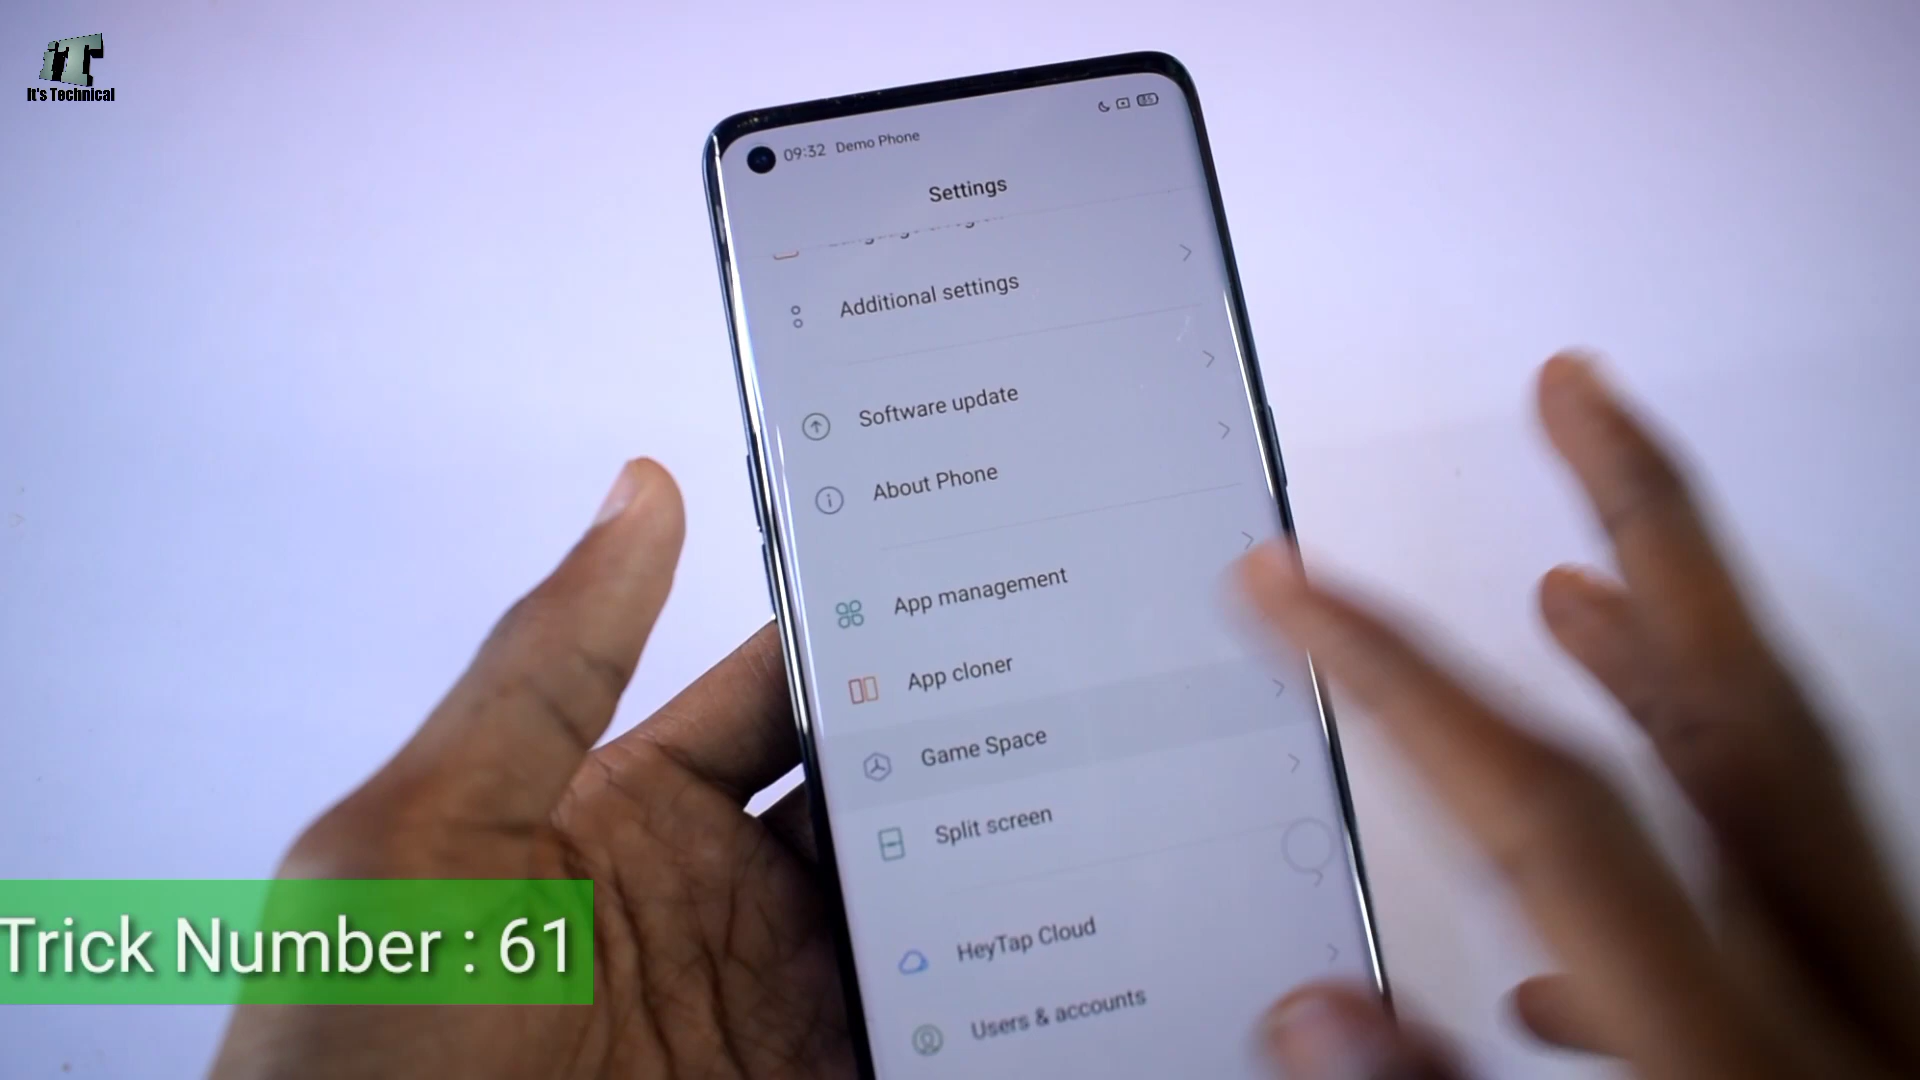 iT
It's Technical
09:32 Demo Phone
Settings
Additional settings
Software update
About Phone
App management
App cloner
Game Space
Split screen
HeyTap Cloud
Users & accounts
Trick Number : 61